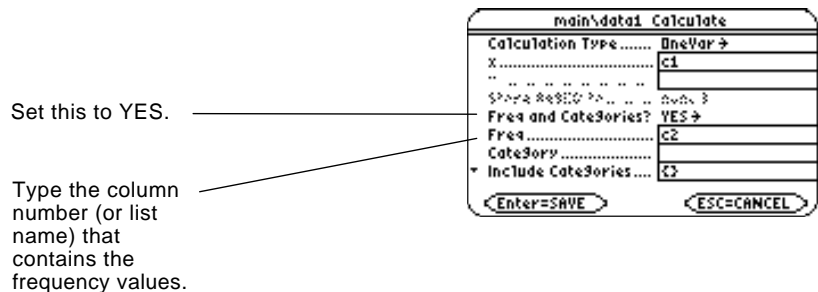 main\data1 Calculate
Calculation Type....... OneVar→
x............................ c1
Set this to YES.
Freq and Categories? YES→
Freq........................ c2
Category..................
Include Categories.... {}
Type the column
number (or list
name) that
contains the
frequency values.
Enter=SAVE ESC=CANCEL